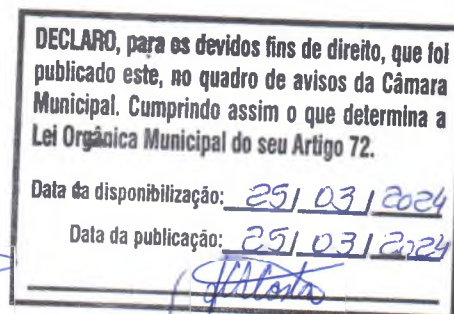 DECLARO, para os devidos fins de direito, que foi
publicado este, no quadro de avisos da Câmara
Municipal. Cumprindo assim o que determina a
Lei Orgânica Municipal do seu Artigo 72.
Data da disponibilização: 25/03/2024
Data da publicação: 25/03/2024